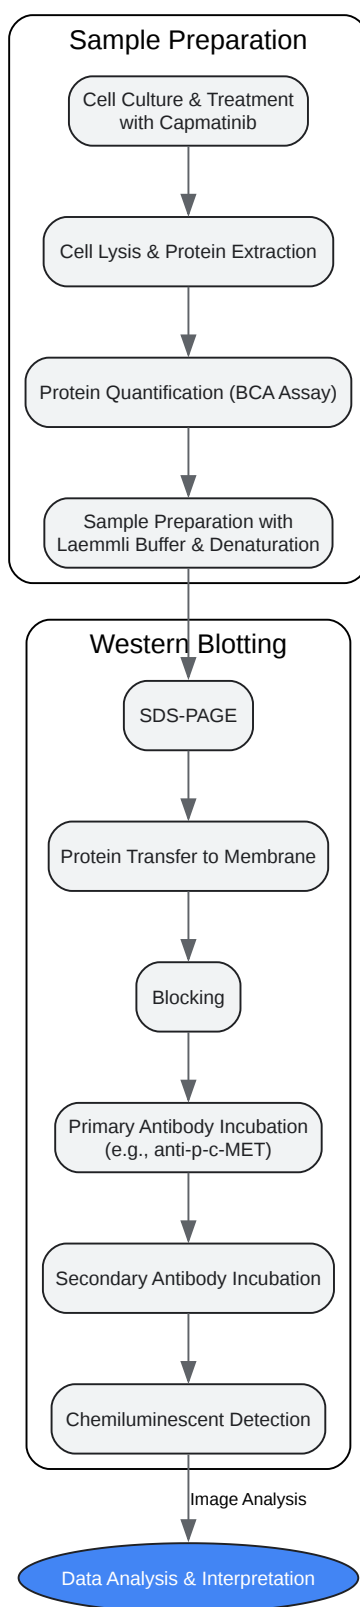 Sample Preparation
Cell Culture & Treatment
with Capmatinib
Cell Lysis & Protein Extraction
Protein Quantification (BCA Assay)
Sample Preparation with
Laemmli Buffer & Denaturation
Western Blotting
SDS-PAGE
Protein Transfer to Membrane
Blocking
Primary Antibody Incubation
(e.g., anti-p-c-MET)
Secondary Antibody Incubation
Chemiluminescent Detection
Image Analysis
Data Analysis & Interpretation